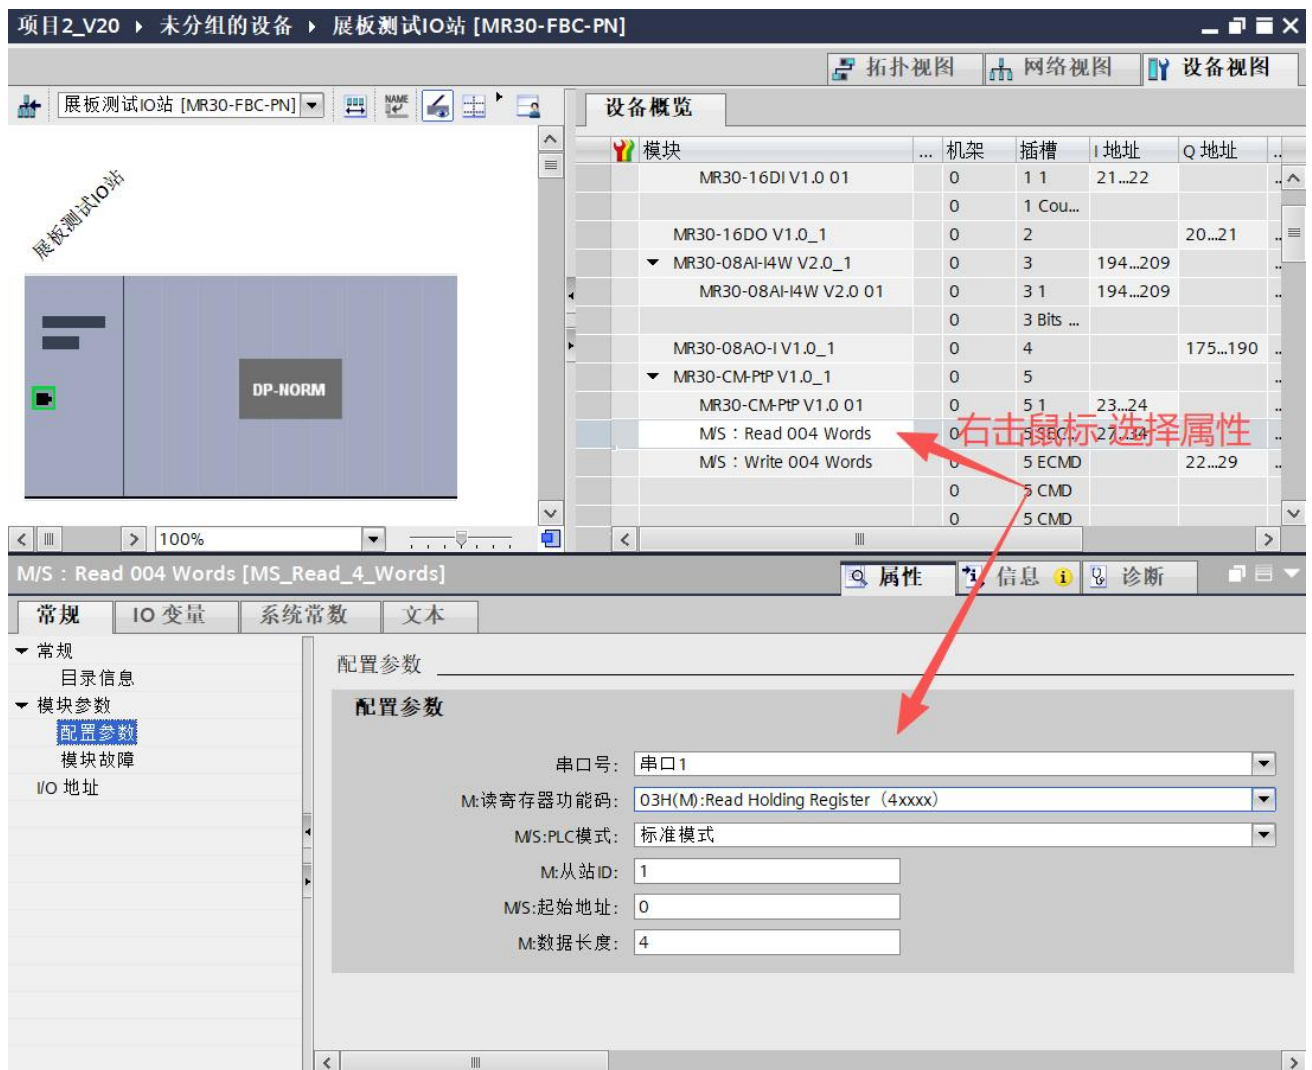 项目2_V20 ▸ 未分组的设备 ▸ 展板测试IO站 [MR30-FBC-PN]
拓扑视图 网络视图 设备视图
展板测试IO站 [MR30-FBC-PN]
设备概览
模块 ... 机架 插槽 I 地址 Q 地址 ..
MR30-16DI V1.0 01 0 1 1 21...22 ..
0 1 Cou...
MR30-16DO V1.0_1 0 2 20...21 ..
MR30-08AI-I4W V2.0_1 0 3 194...209 ..
MR30-08AI-I4W V2.0 01 0 3 1 194...209 ..
0 3 Bits ...
MR30-08AO-I V1.0_1 0 4 175...190 ..
MR30-CM-PtP V1.0_1 0 5 ..
MR30-CM-PtP V1.0 01 0 5 1 23...24 ..
M/S：Read 004 Words 0 27...34 ..
右击鼠标 选择属性
M/S：Write 004 Words 0 5 ECMD 22...29 ..
0 5 CMD
0 5 CMD
展板测试IO站
DP-NORM
100%
M/S：Read 004 Words [MS_Read_4_Words]
属性 信息 诊断
常规 IO 变量 系统常数 文本
常规
目录信息
模块参数
配置参数
模块故障
I/O 地址
配置参数
配置参数
串口号: 串口1
M:读寄存器功能码: 03H(M):Read Holding Register（4xxxx）
M/S:PLC模式: 标准模式
M:从站ID: 1
M/S:起始地址: 0
M:数据长度: 4